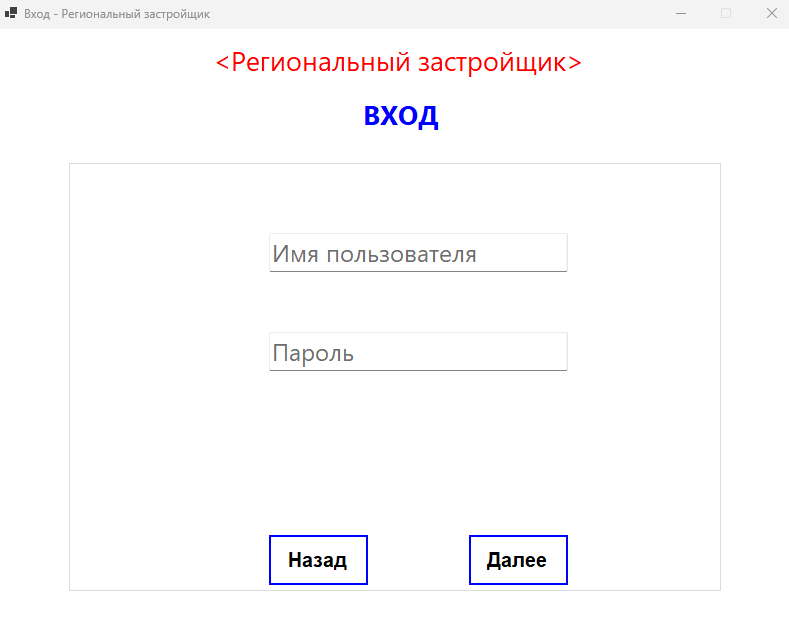 Вход - Региональный застройщик
<Региональный застройщик>
ВХОД
Имя пользователя
Пароль
Назад
Далее